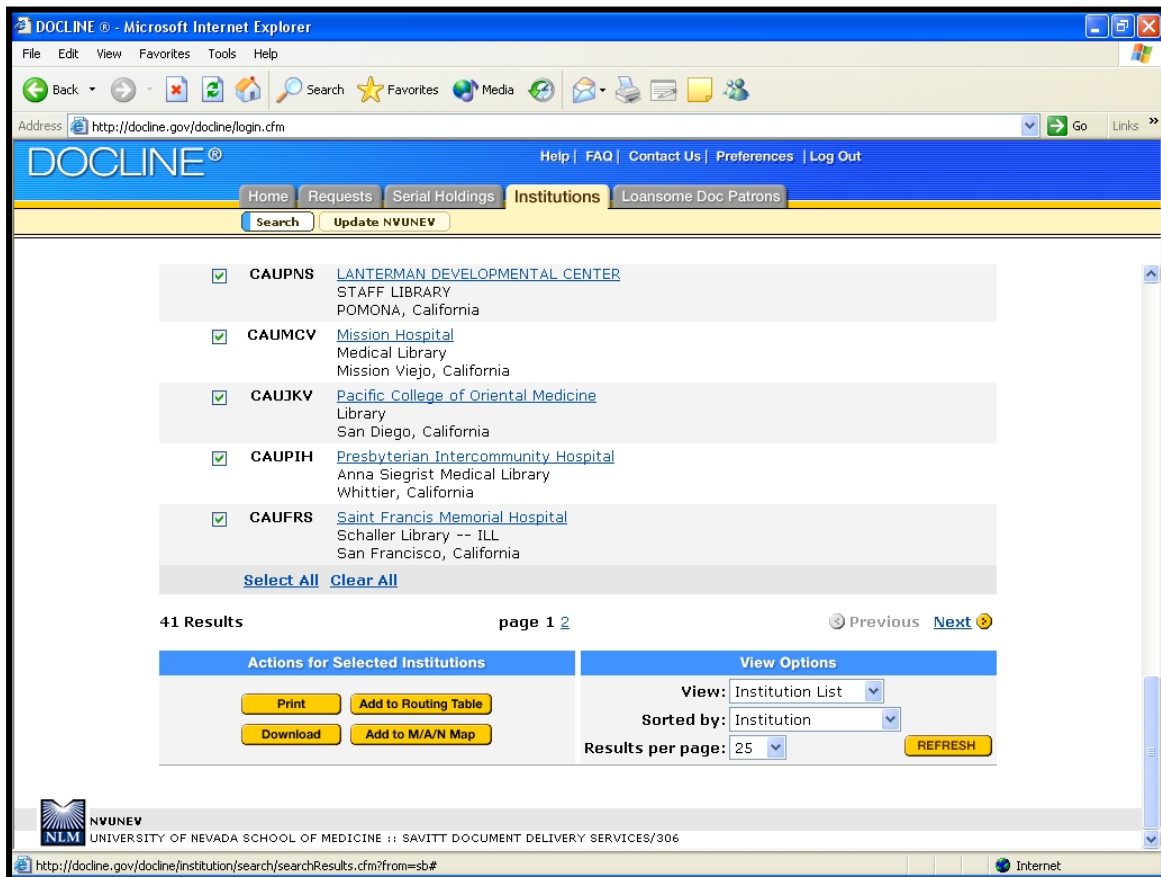 DOCLINE ® - Microsoft Internet Explorer
File Edit View Favorites Tools Help
Back Search Favorites Media
Address http://docline.gov/docline/login.cfm Go Links »
DOCLINE®
Help | FAQ | Contact Us | Preferences | Log Out
Home Requests Serial Holdings Institutions Loansome Doc Patrons
Search Update NVUNEV
CAUPNS LANTERMAN DEVELOPMENTAL CENTER
STAFF LIBRARY
POMONA, California
CAUMCV Mission Hospital
Medical Library
Mission Viejo, California
CAUJKV Pacific College of Oriental Medicine
Library
San Diego, California
CAUPIH Presbyterian Intercommunity Hospital
Anna Siegrist Medical Library
Whittier, California
CAUFRS Saint Francis Memorial Hospital
Schaller Library -- ILL
San Francisco, California
Select All Clear All
41 Results page 1 2 Previous Next
Actions for Selected Institutions View Options
Print Add to Routing Table View: Institution List
Download Add to M/A/N Map Sorted by: Institution
Results per page: 25 REFRESH
NLM NVUNEV
UNIVERSITY OF NEVADA SCHOOL OF MEDICINE :: SAVITT DOCUMENT DELIVERY SERVICES/306
http://docline.gov/docline/institution/search/searchResults.cfm?from=sb# Internet